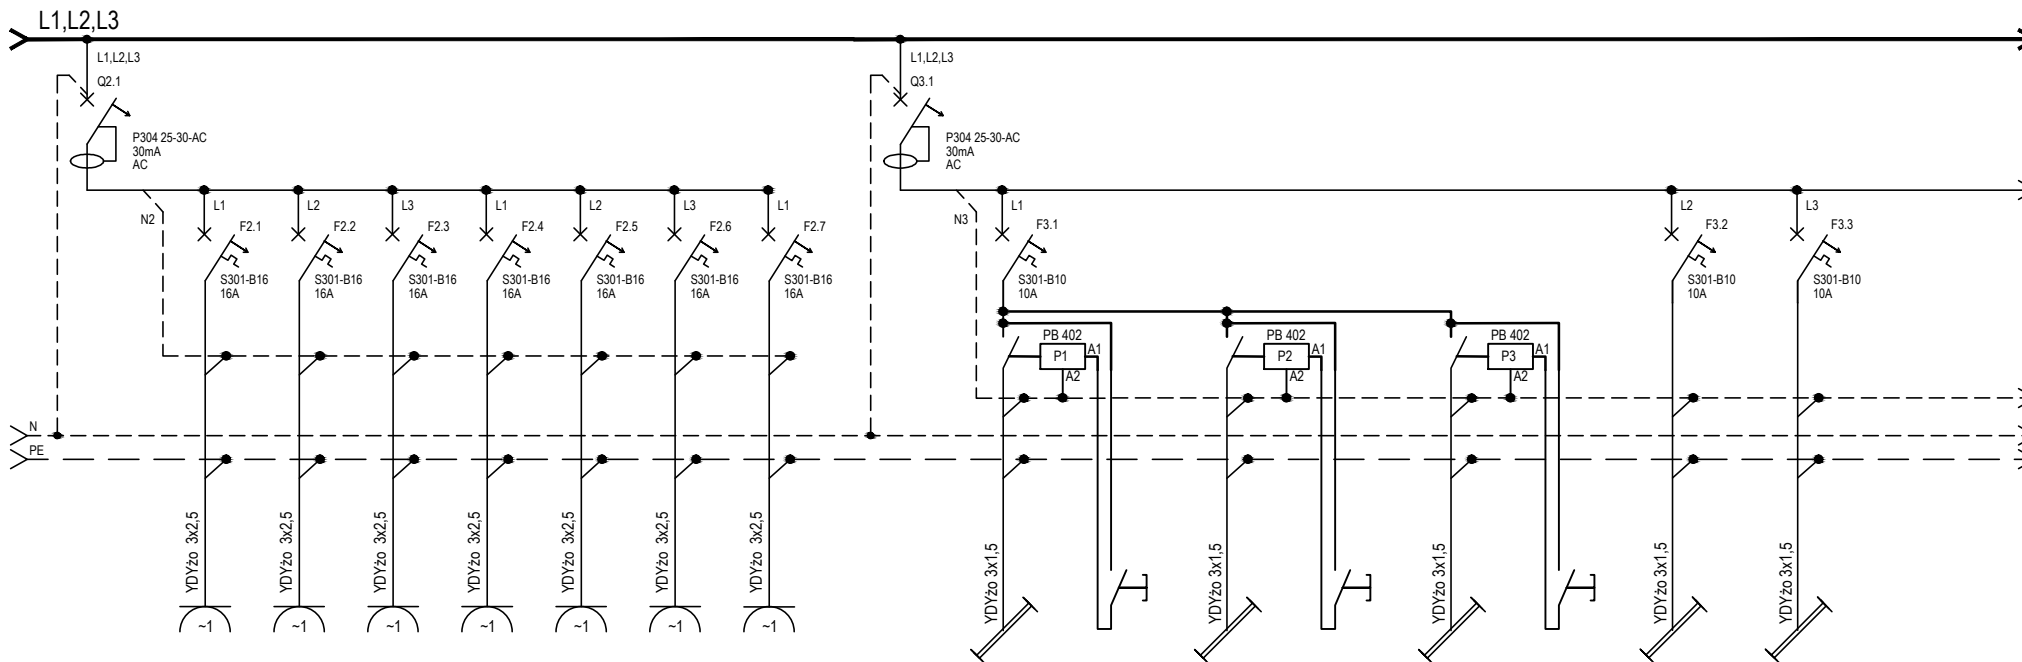 L1,L2,L3
L1,L2,L3
Q2.1
P304 25-30-AC
30mA
AC
L1,L2,L3
Q3.1
P304 25-30-AC
30mA
AC
N2
L1
F2.1
S301-B16
16A
L2
F2.2
S301-B16
16A
L3
F2.3
S301-B16
16A
L1
F2.4
S301-B16
16A
L2
F2.5
S301-B16
16A
L3
F2.6
S301-B16
16A
L1
F2.7
S301-B16
16A
N3
L1
F3.1
S301-B10
10A
L2
F3.2
S301-B10
10A
L3
F3.3
S301-B10
10A
PB 402
P1
A1
A2
PB 402
P2
A1
A2
PB 402
P3
A1
A2
N
PE
YDYżo 3x2,5
YDYżo 3x2,5
YDYżo 3x2,5
YDYżo 3x2,5
YDYżo 3x2,5
YDYżo 3x2,5
YDYżo 3x2,5
YDYżo 3x1,5
YDYżo 3x1,5
YDYżo 3x1,5
YDYżo 3x1,5
YDYżo 3x1,5
~1
~1
~1
~1
~1
~1
~1